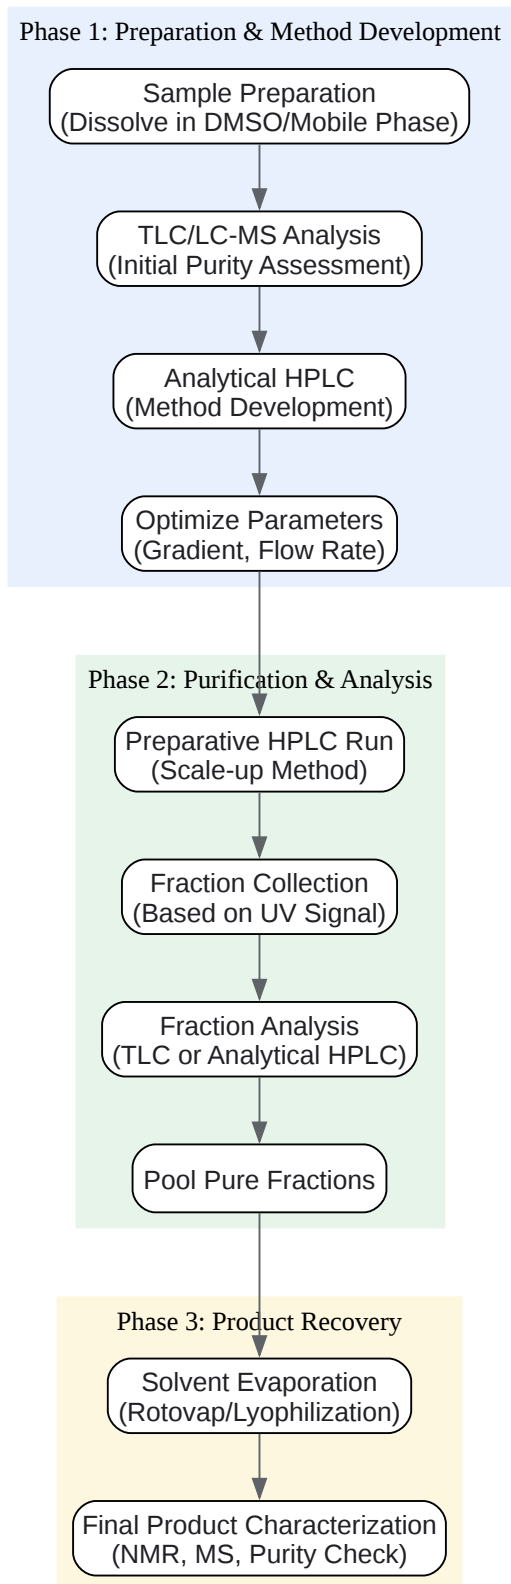 Phase 1: Preparation & Method Development
Sample Preparation
(Dissolve in DMSO/Mobile Phase)
TLC/LC-MS Analysis
(Initial Purity Assessment)
Analytical HPLC
(Method Development)
Optimize Parameters
(Gradient, Flow Rate)
Phase 2: Purification & Analysis
Preparative HPLC Run
(Scale-up Method)
Fraction Collection
(Based on UV Signal)
Fraction Analysis
(TLC or Analytical HPLC)
Pool Pure Fractions
Phase 3: Product Recovery
Solvent Evaporation
(Rotovap/Lyophilization)
Final Product Characterization
(NMR, MS, Purity Check)